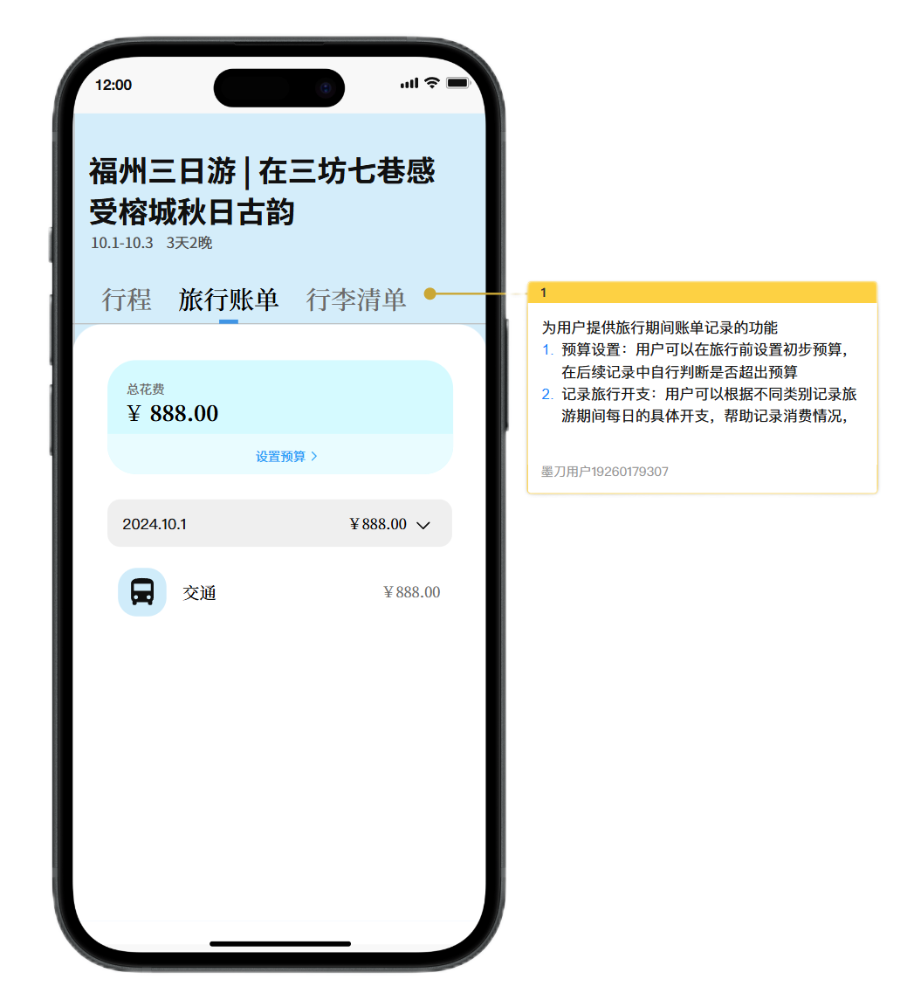 12:00
福州三日游 | 在三坊七巷感
受榕城秋日古韵
10.1-10.3 3天2晚
行程 旅行账单 行李清单
总花费
¥ 888.00
设置预算 >
2024.10.1 ¥888.00
交通 ¥888.00
1
为用户提供旅行期间账单记录的功能
1. 预算设置：用户可以在旅行前设置初步预算，
在后续记录中自行判断是否超出预算
2. 记录旅行开支：用户可以根据不同类别记录旅
游期间每日的具体开支，帮助记录消费情况，
墨刀用户19260179307